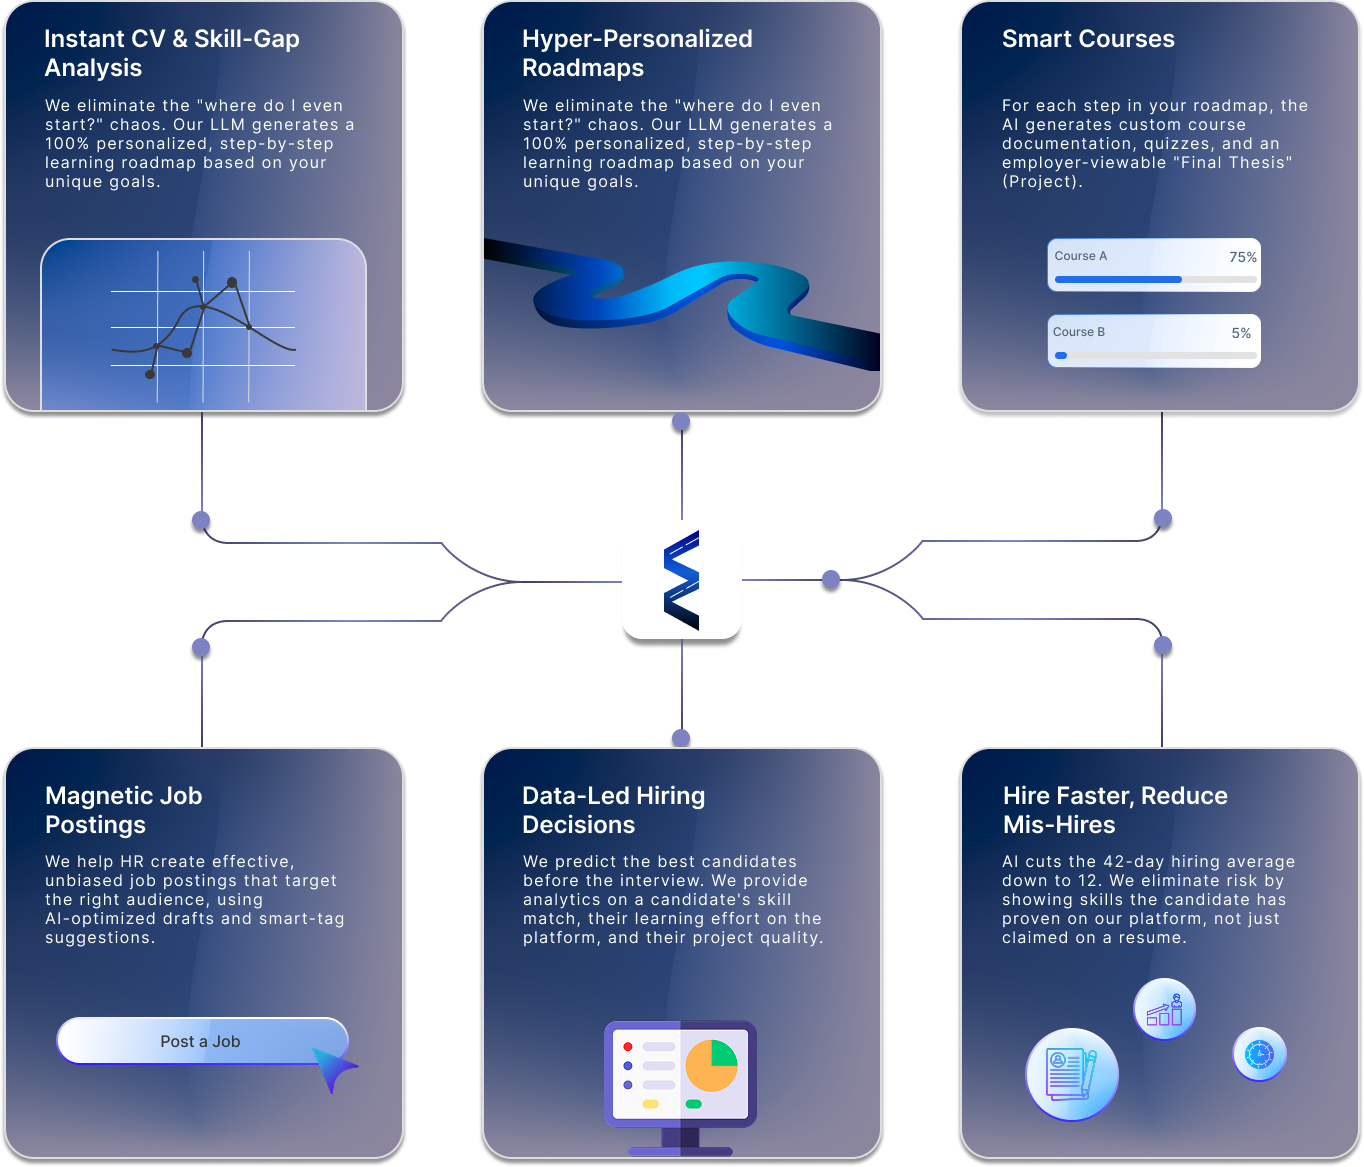 Instant CV & Skill-Gap
Analysis
We eliminate the "where do I even
start?" chaos. Our LLM generates a
100% personalized, step-by-step
learning roadmap based on your
unique goals.
Hyper-Personalized
Roadmaps
We eliminate the "where do I even
start?" chaos. Our LLM generates a
100% personalized, step-by-step
learning roadmap based on your
unique goals.
Smart Courses
For each step in your roadmap, the
AI generates custom course
documentation, quizzes, and an
employer-viewable "Final Thesis"
(Project).
Course A 75%
Course B 5%
Magnetic Job
Postings
We help HR create effective,
unbiased job postings that target
the right audience, using
AI-optimized drafts and smart-tag
suggestions.
Post a Job
Data-Led Hiring
Decisions
We predict the best candidates
before the interview. We provide
analytics on a candidate's skill
match, their learning effort on the
platform, and their project quality.
Hire Faster, Reduce
Mis-Hires
AI cuts the 42-day hiring average
down to 12. We eliminate risk by
showing skills the candidate has
proven on our platform, not just
claimed on a resume.